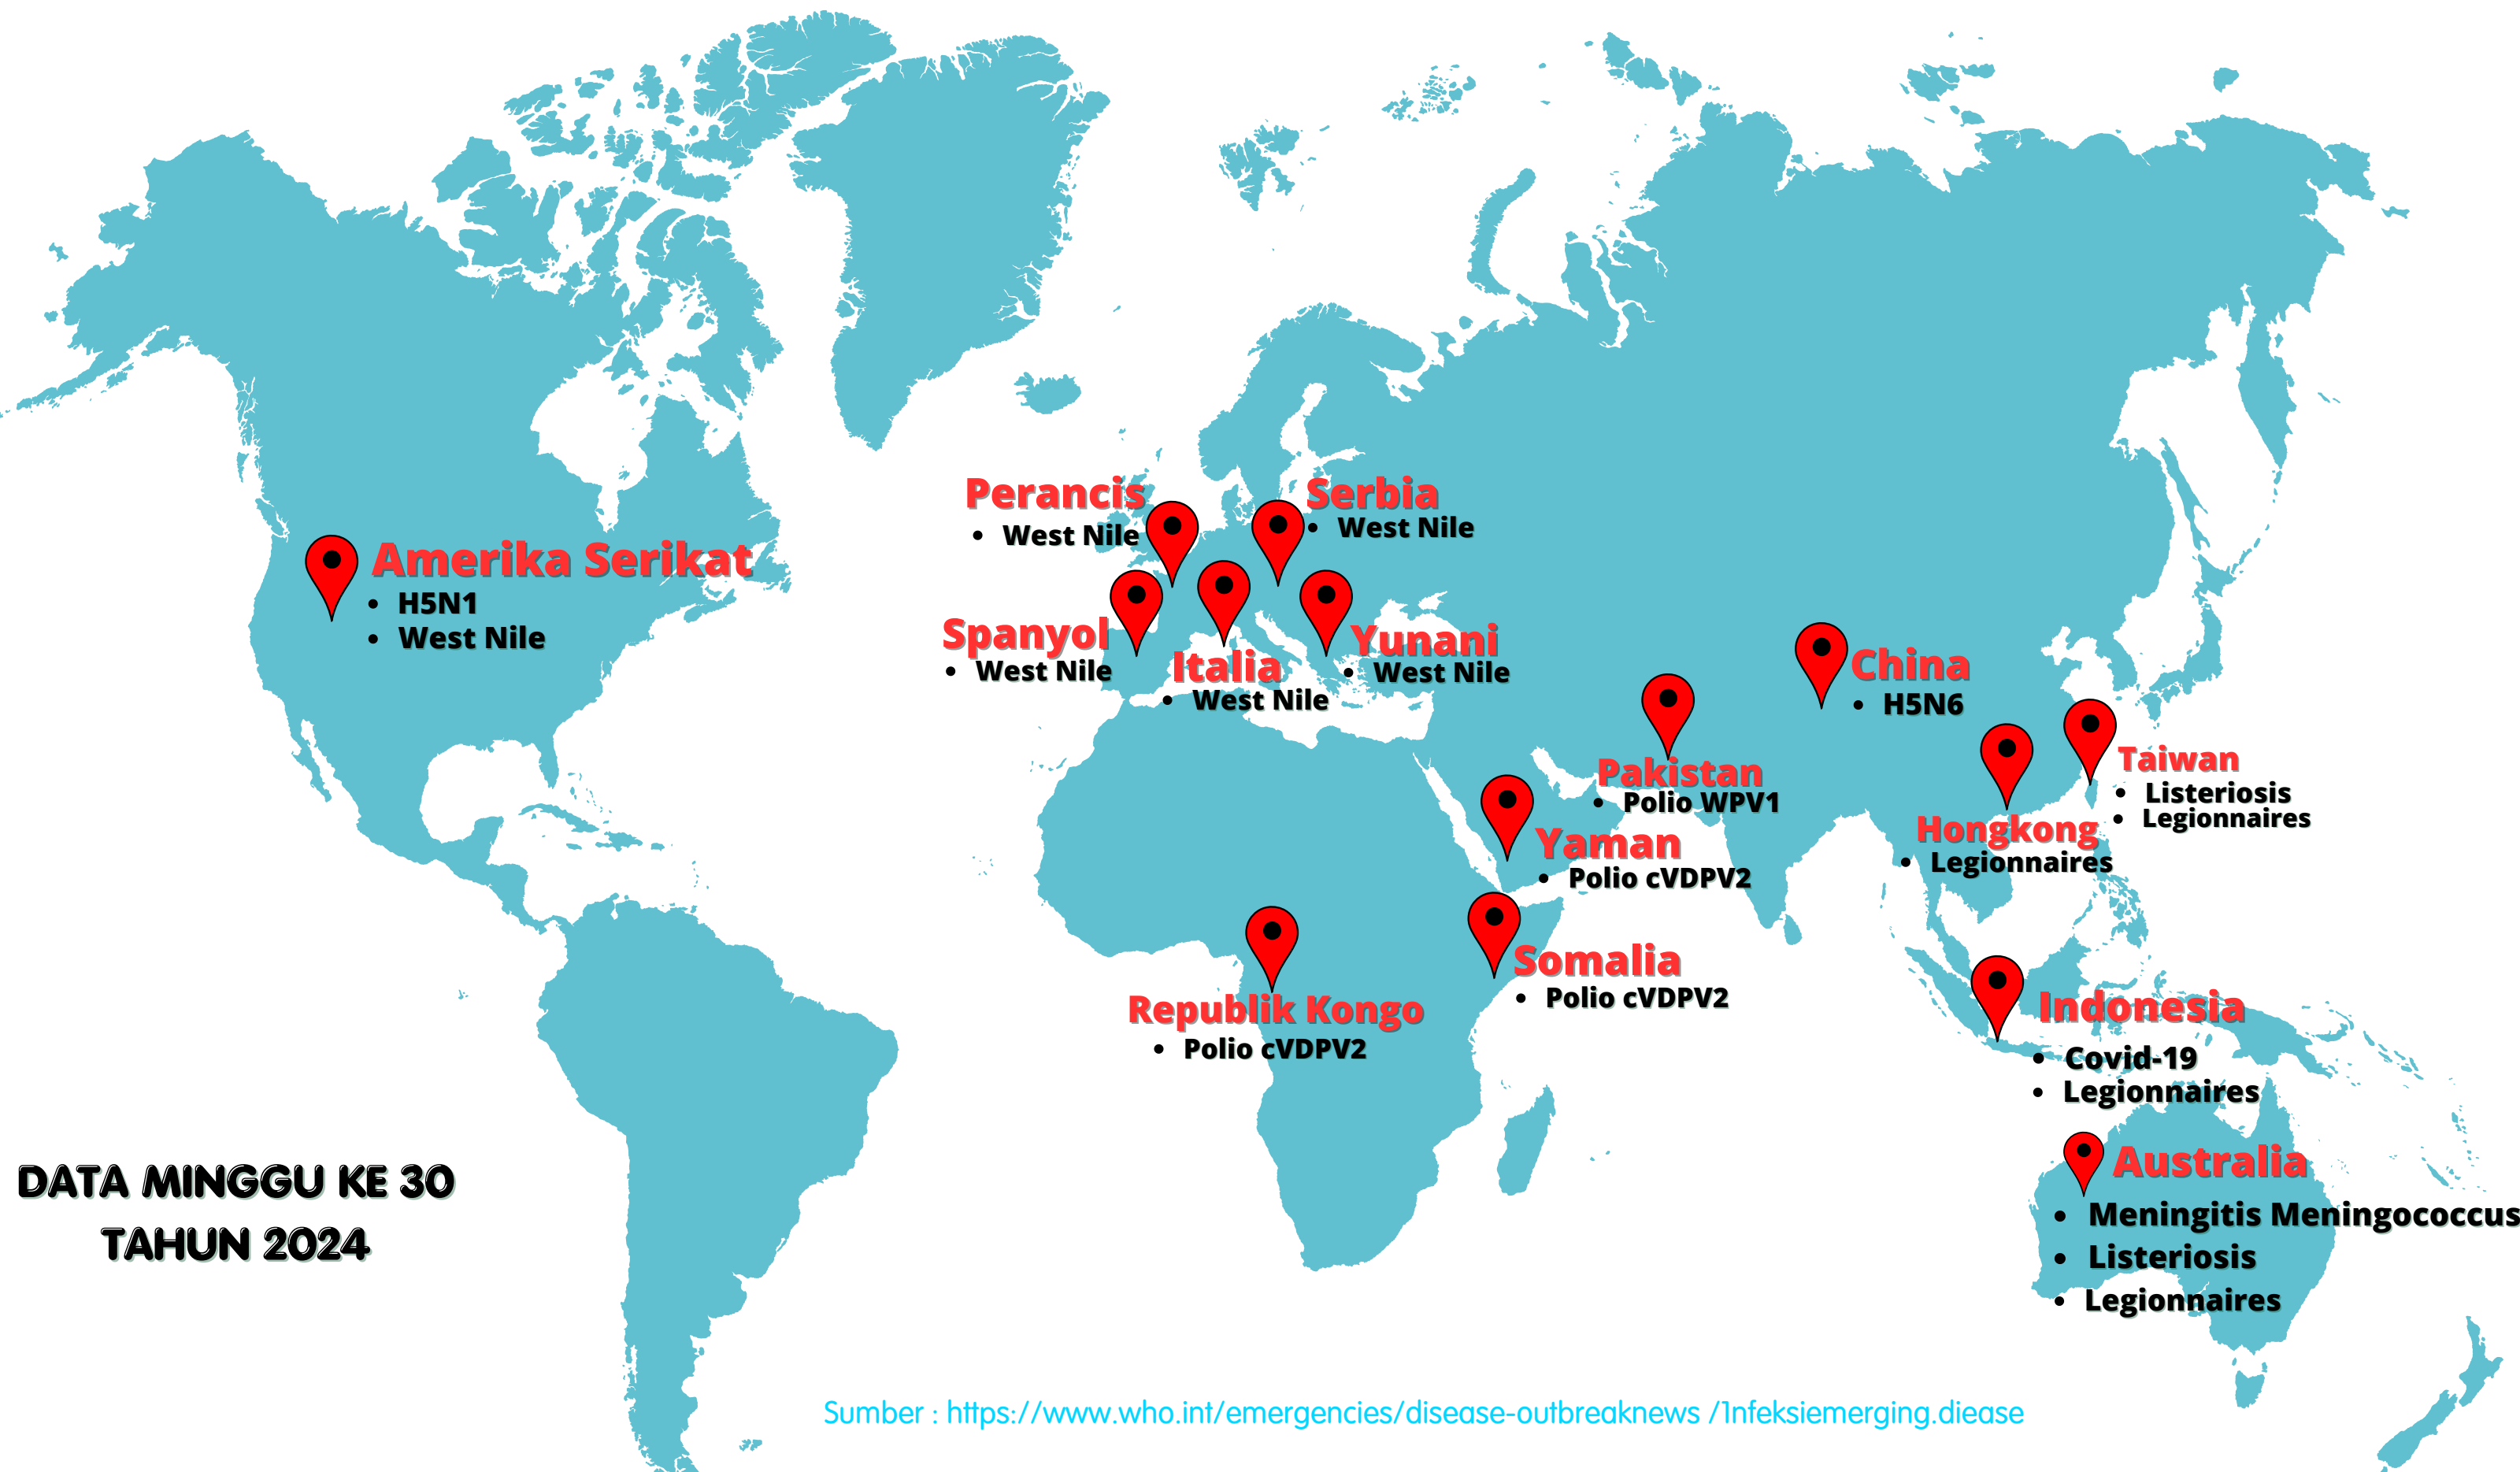 Perancis
• West Nile
Serbia
• West Nile
Amerika Serikat
• H5N1
• West Nile
Spanyol
• West Nile
Italia
• West Nile
Yunani
• West Nile
China
• H5N6
Pakistan
• Polio WPV1
Taiwan
• Listeriosis
• Legionnaires
Hongkong
• Legionnaires
Yaman
• Polio cVDPV2
Somalia
• Polio cVDPV2
Republik Kongo
• Polio cVDPV2
Indonesia
• Covid-19
• Legionnaires
Australia
• Meningitis Meningococcus
• Listeriosis
• Legionnaires
DATA MINGGU KE 30
TAHUN 2024
Sumber : https://www.who.int/emergencies/disease-outbreaknews /1nfeksiemerging.diease